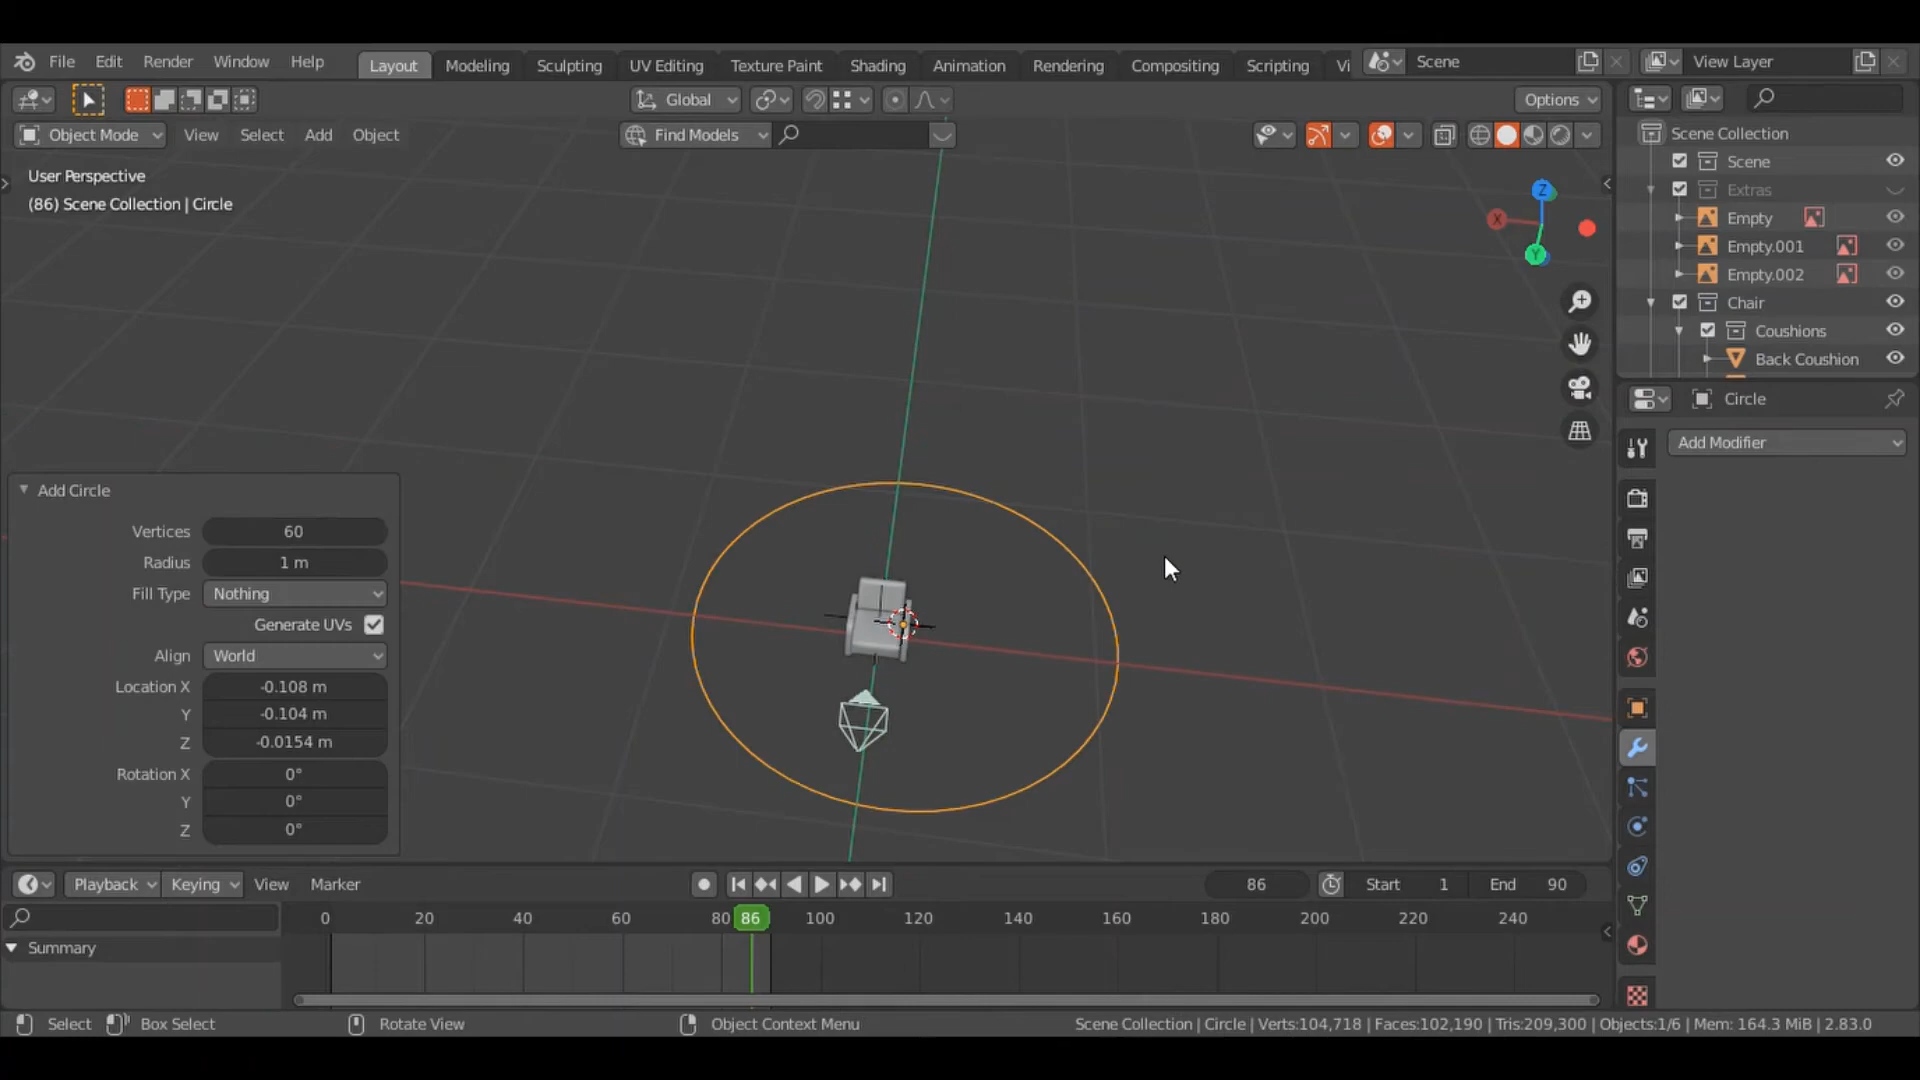 File Edit Render Window Help Layout Modeling Sculpting UV Editing Texture Paint Shading Animation Rendering Compositing Scripting Vi Scene View Layer
Global Options
Object Mode View Select Add Object Find Models
User Perspective
(86) Scene Collection | Circle
Z
X
Y
Scene Collection
Scene
Extras
Empty
Empty.001
Empty.002
Chair
Coushions
Back Coushion
Circle
Add Modifier
Add Circle
Vertices 60
Radius 1 m
Fill Type Nothing
Generate UVs
Align World
Location X -0.108 m
Y -0.104 m
Z -0.0154 m
Rotation X 0°
Y 0°
Z 0°
Playback Keying View Marker 86 Start 1 End 90
0 20 40 60 80 86 100 120 140 160 180 200 220 240
Summary
Select Box Select Rotate View Object Context Menu Scene Collection | Circle | Verts:104,718 | Faces:102,190 | Tris:209,300 | Objects:1/6 | Mem: 164.3 MiB | 2.83.0